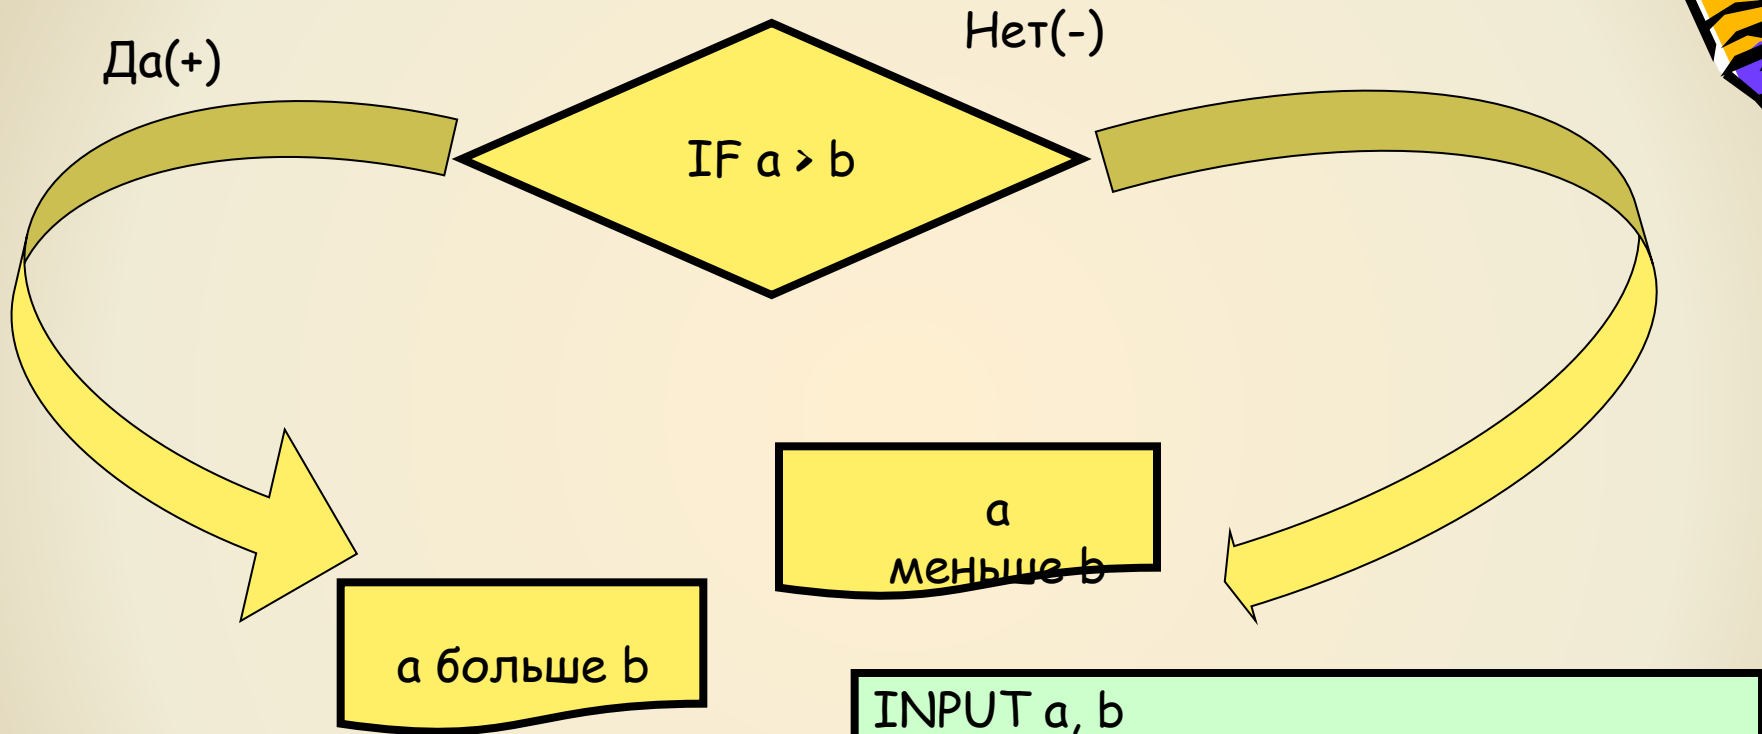 Да(+)
Нет(-)
IF a > b
a
меньше b
а больше b
INPUT a, b